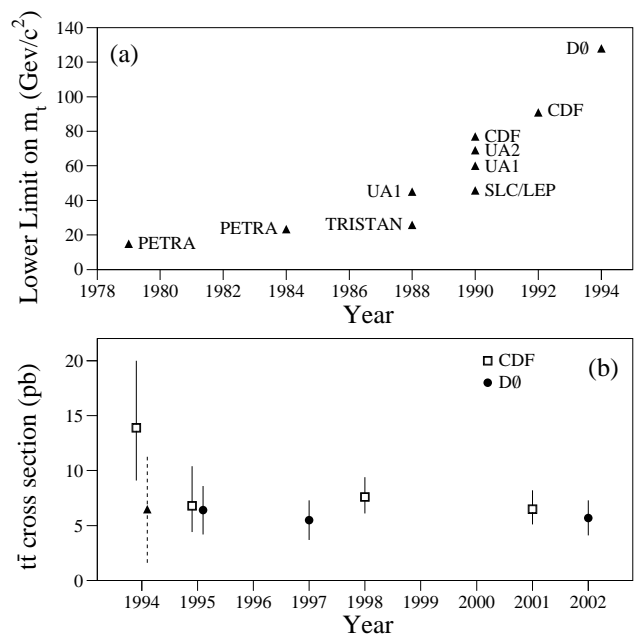 Lower Limit on mt (Gev/c2)
140
120
100
80
60
40
20
0
(a)
DØ
CDF
CDF
UA2
UA1
SLC/LEP
UA1
TRISTAN
PETRA
PETRA
1978 1980 1982 1984 1986 1988 1990 1992 1994
Year
tt̄ cross section (pb)
20
15
10
5
0
CDF
DØ
(b)
1994 1995 1996 1997 1998 1999 2000 2001 2002
Year